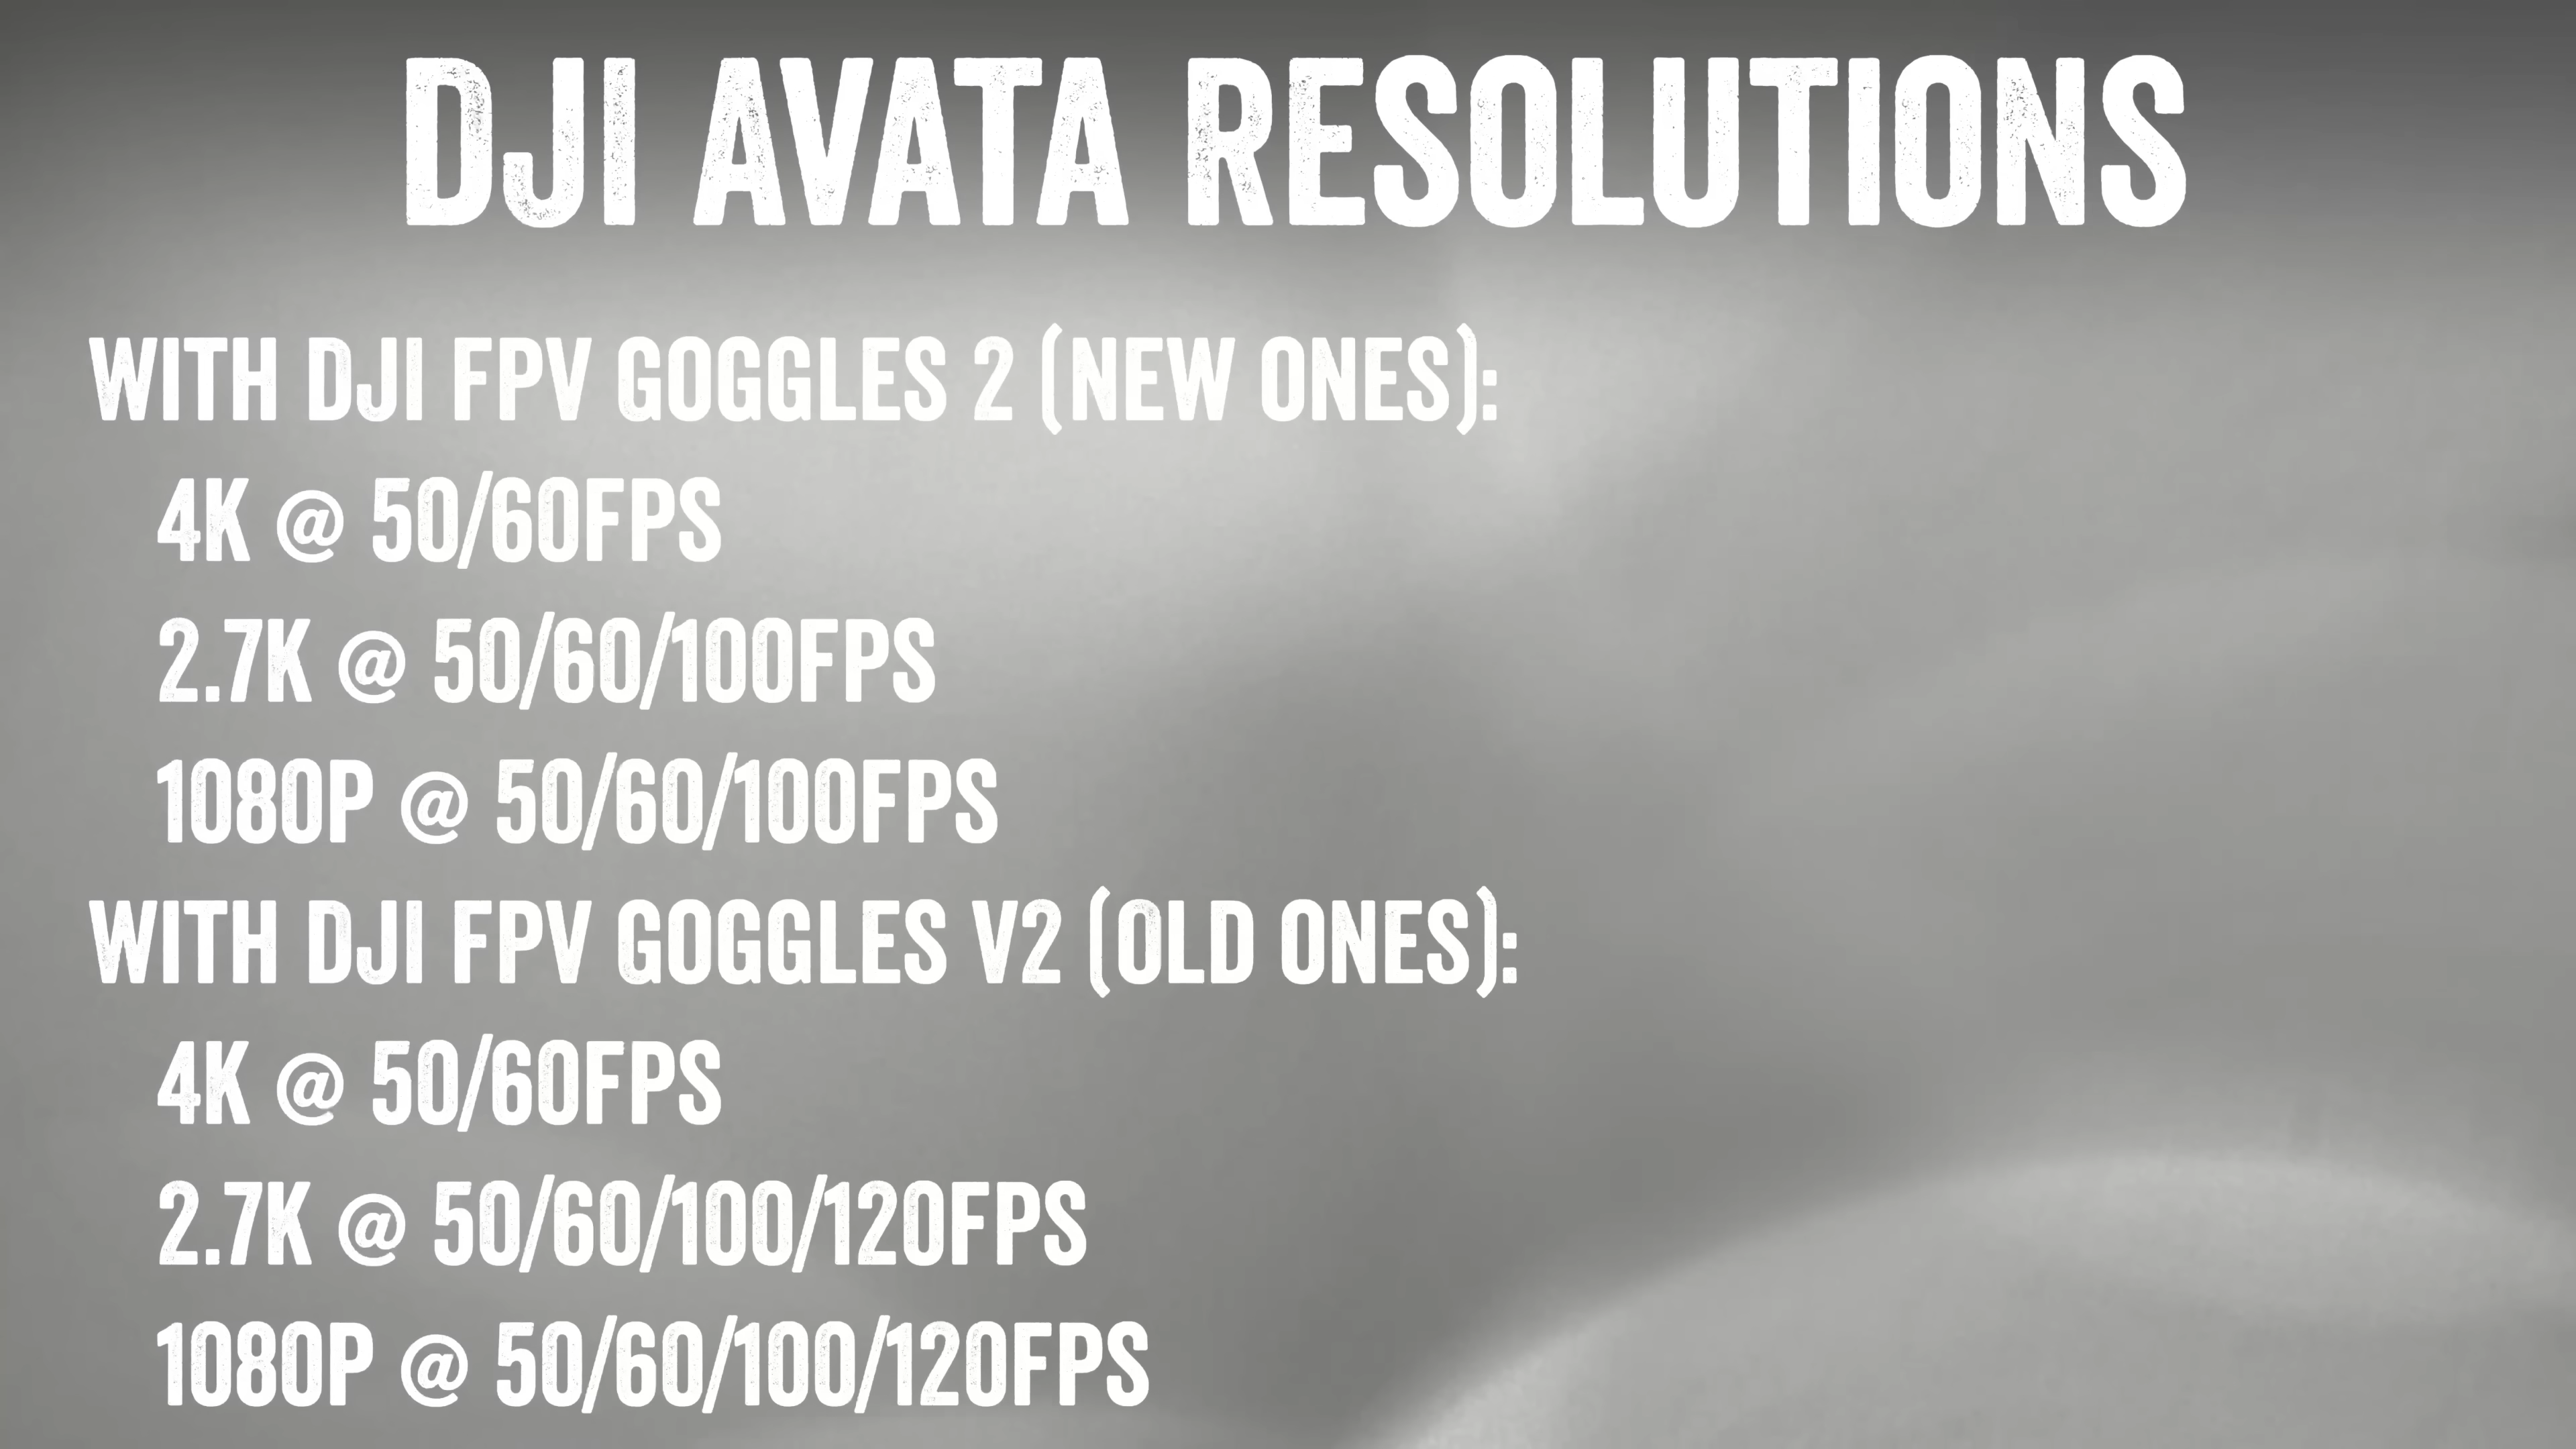 DJI AVATA RESOLUTIONS
WITH DJI FPV GOGGLES 2 (NEW ONES):
4K @ 50/60FPS
2.7K @ 50/60/100FPS
1080P @ 50/60/100FPS
WITH DJI FPV GOGGLES V2 (OLD ONES):
4K @ 50/60FPS
2.7K @ 50/60/100/120FPS
1080P @ 50/60/100/120FPS